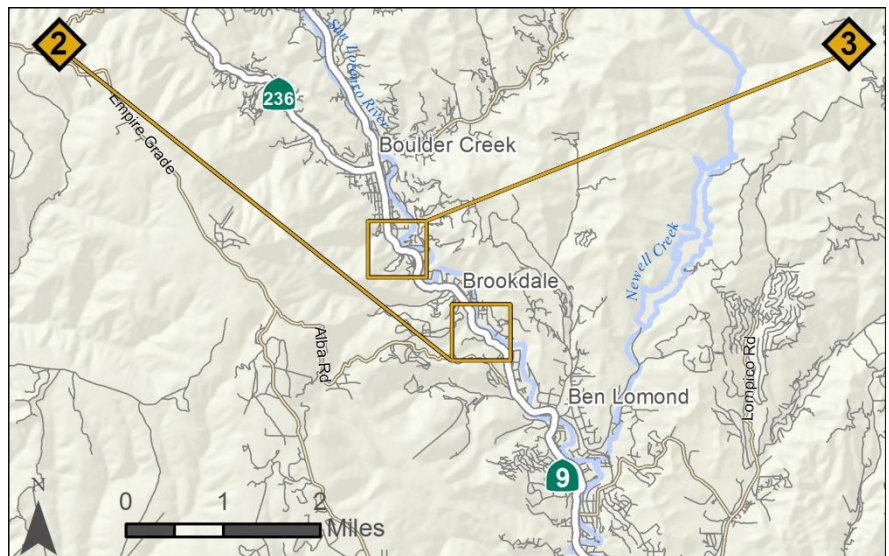 2
3
San Lorenzo River
236
Empire Grade
Boulder Creek
Newell Creek
Brookdale
Alba Rd
Lompico Rd
Ben Lomond
9
N
0 1 2
Miles